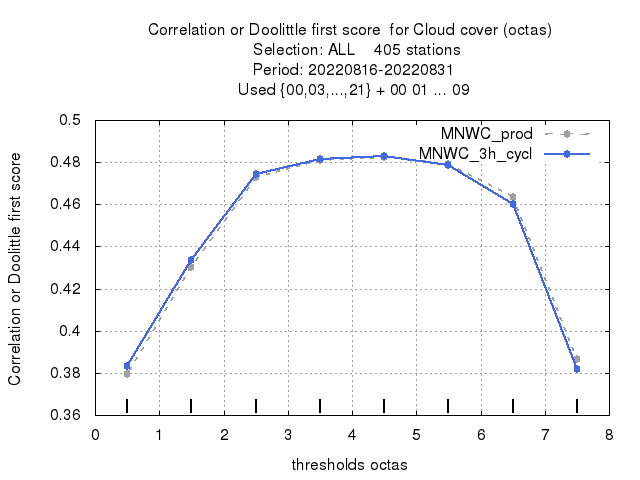 Correlation or Doolittle first score  for Cloud cover (octas)
Selection: ALL    405 stations
Period: 20220816-20220831
Used {00,03,...,21} + 00 01 ... 09
Correlation or Doolittle first score
0.5
0.48
0.46
0.44
0.42
0.4
0.38
0.36
MNWC_prod
MNWC_3h_cycl
0 1 2 3 4 5 6 7 8
thresholds octas